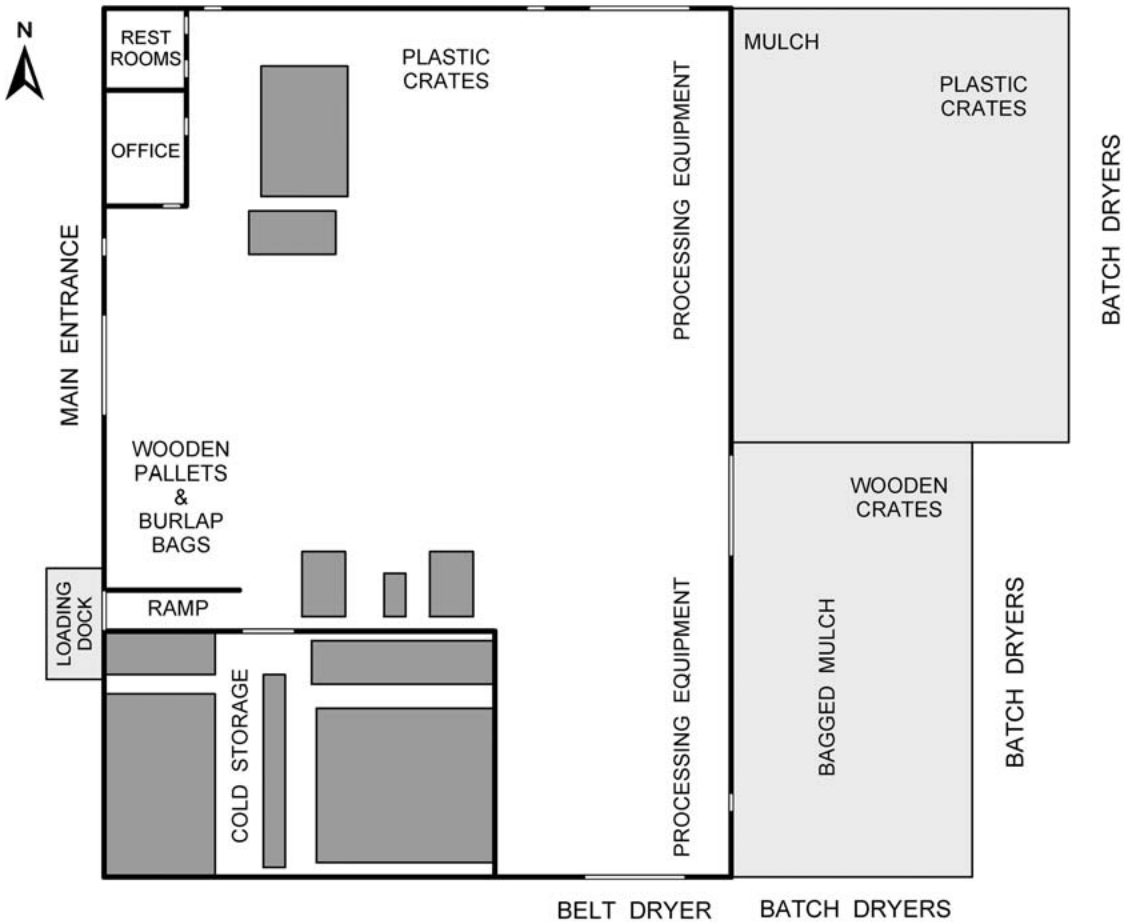 N
REST
ROOMS
OFFICE
PLASTIC
CRATES
PROCESSING EQUIPMENT
MULCH
PLASTIC
CRATES
BATCH DRYERS
MAIN ENTRANCE
WOODEN
PALLETS
&
BURLAP
BAGS
LOADING
DOCK
RAMP
COLD STORAGE
PROCESSING EQUIPMENT
WOODEN
CRATES
BAGGED MULCH
BATCH DRYERS
BELT DRYER
BATCH DRYERS